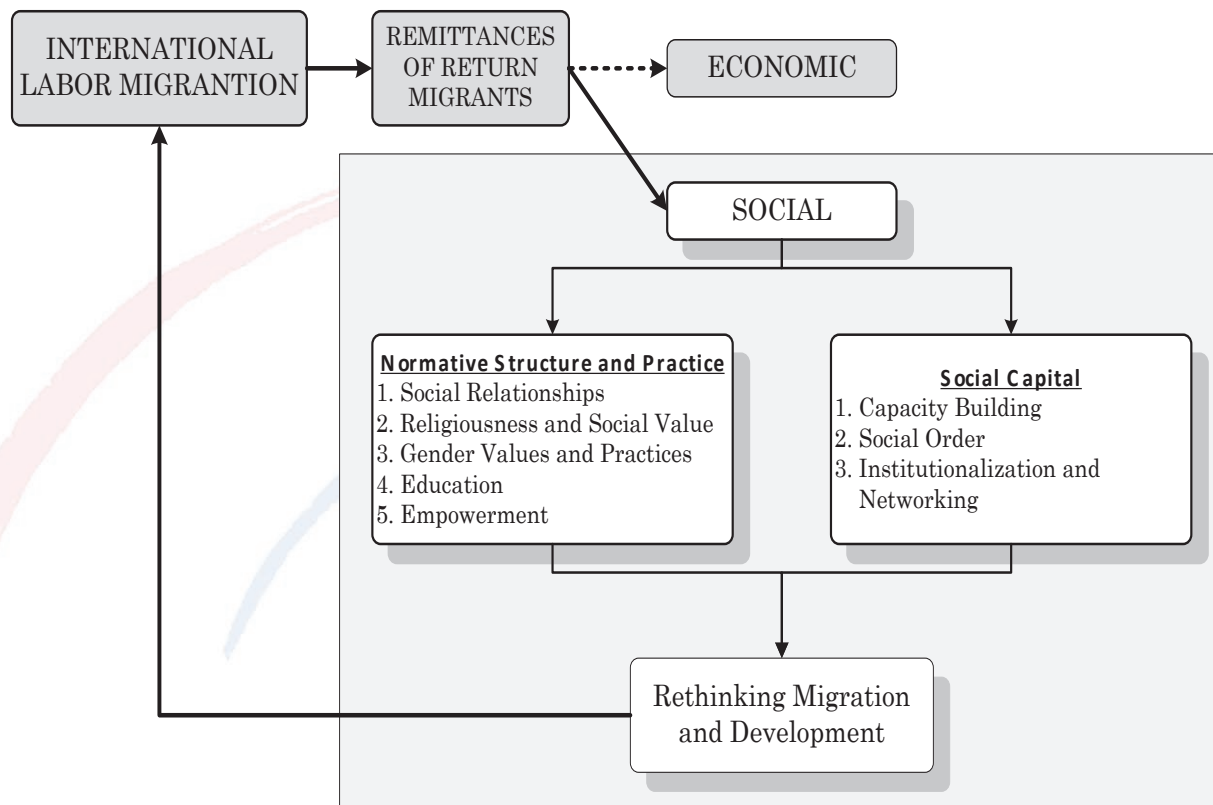 INTERNATIONAL
LABOR MIGRANTION
REMITTANCES
OF RETURN
MIGRANTS
ECONOMIC
SOCIAL
Normative Structure and Practice
1. Social Relationships
2. Religiousness and Social Value
3. Gender Values and Practices
4. Education
5. Empowerment
Social Capital
1. Capacity Building
2. Social Order
3. Institutionalization and
Networking
Rethinking Migration
and Development